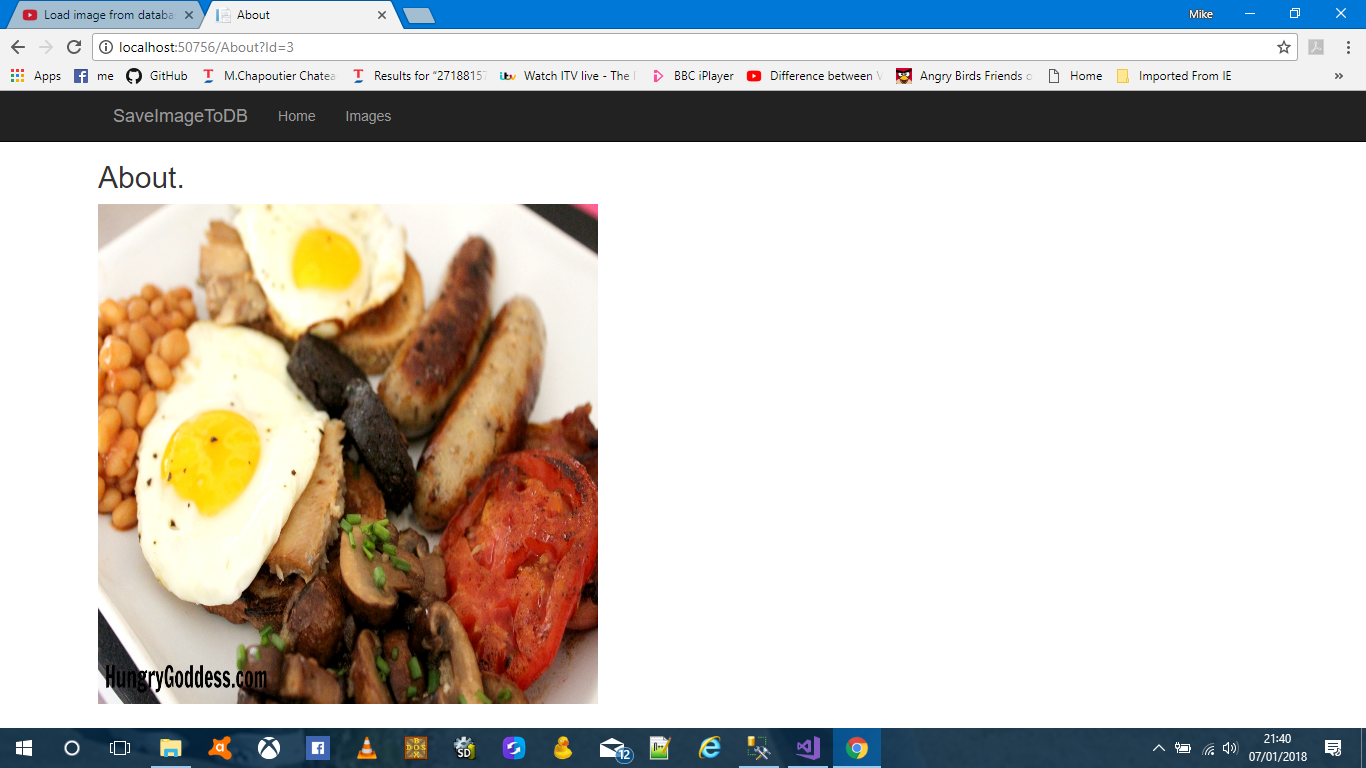 Load image from databa
About
Mike
localhost:50756/About?Id=3
Apps
me
GitHub
M.Chapoutier Chatea
Results for "2718815
Watch ITV live - The I
BBC iPlayer
Difference between V
Angry Birds Friends o
Home
Imported From IE
SaveImageToDB
Home
Images
About.
HungryGoddess.com
12
21:40
07/01/2018